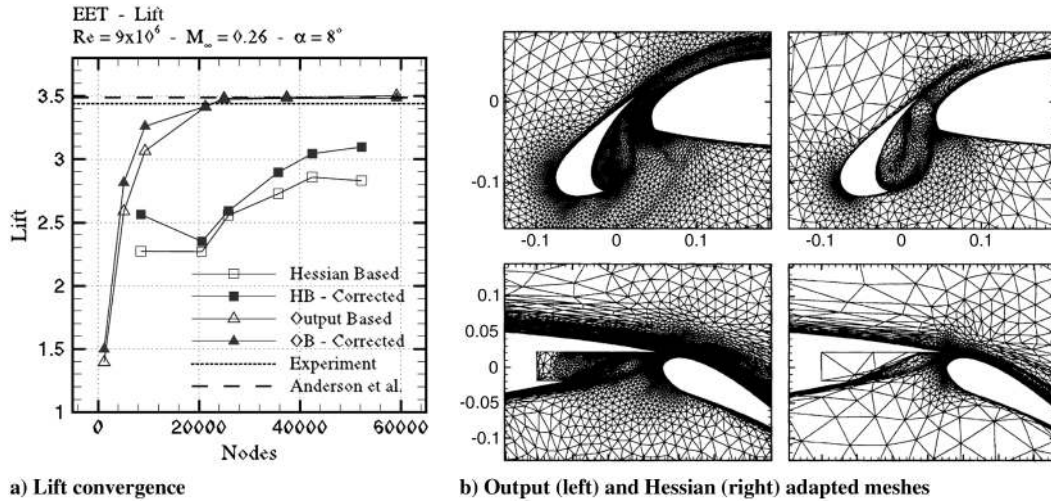 EET - Lift
Re = 9x10⁶ - M∞ = 0.26 - α = 8°
Lift
3.5
3.0
2.5
2.0
1.5
1
Hessian Based
HB - Corrected
Output Based
OB - Corrected
Experiment
Anderson et al.
0
20000
40000
60000
Nodes
0
-0.1
-0.1
0
0.1
-0.1
0
0.1
0.1
0.05
0
-0.05
-0.1
a) Lift convergence
b) Output (left) and Hessian (right) adapted meshes